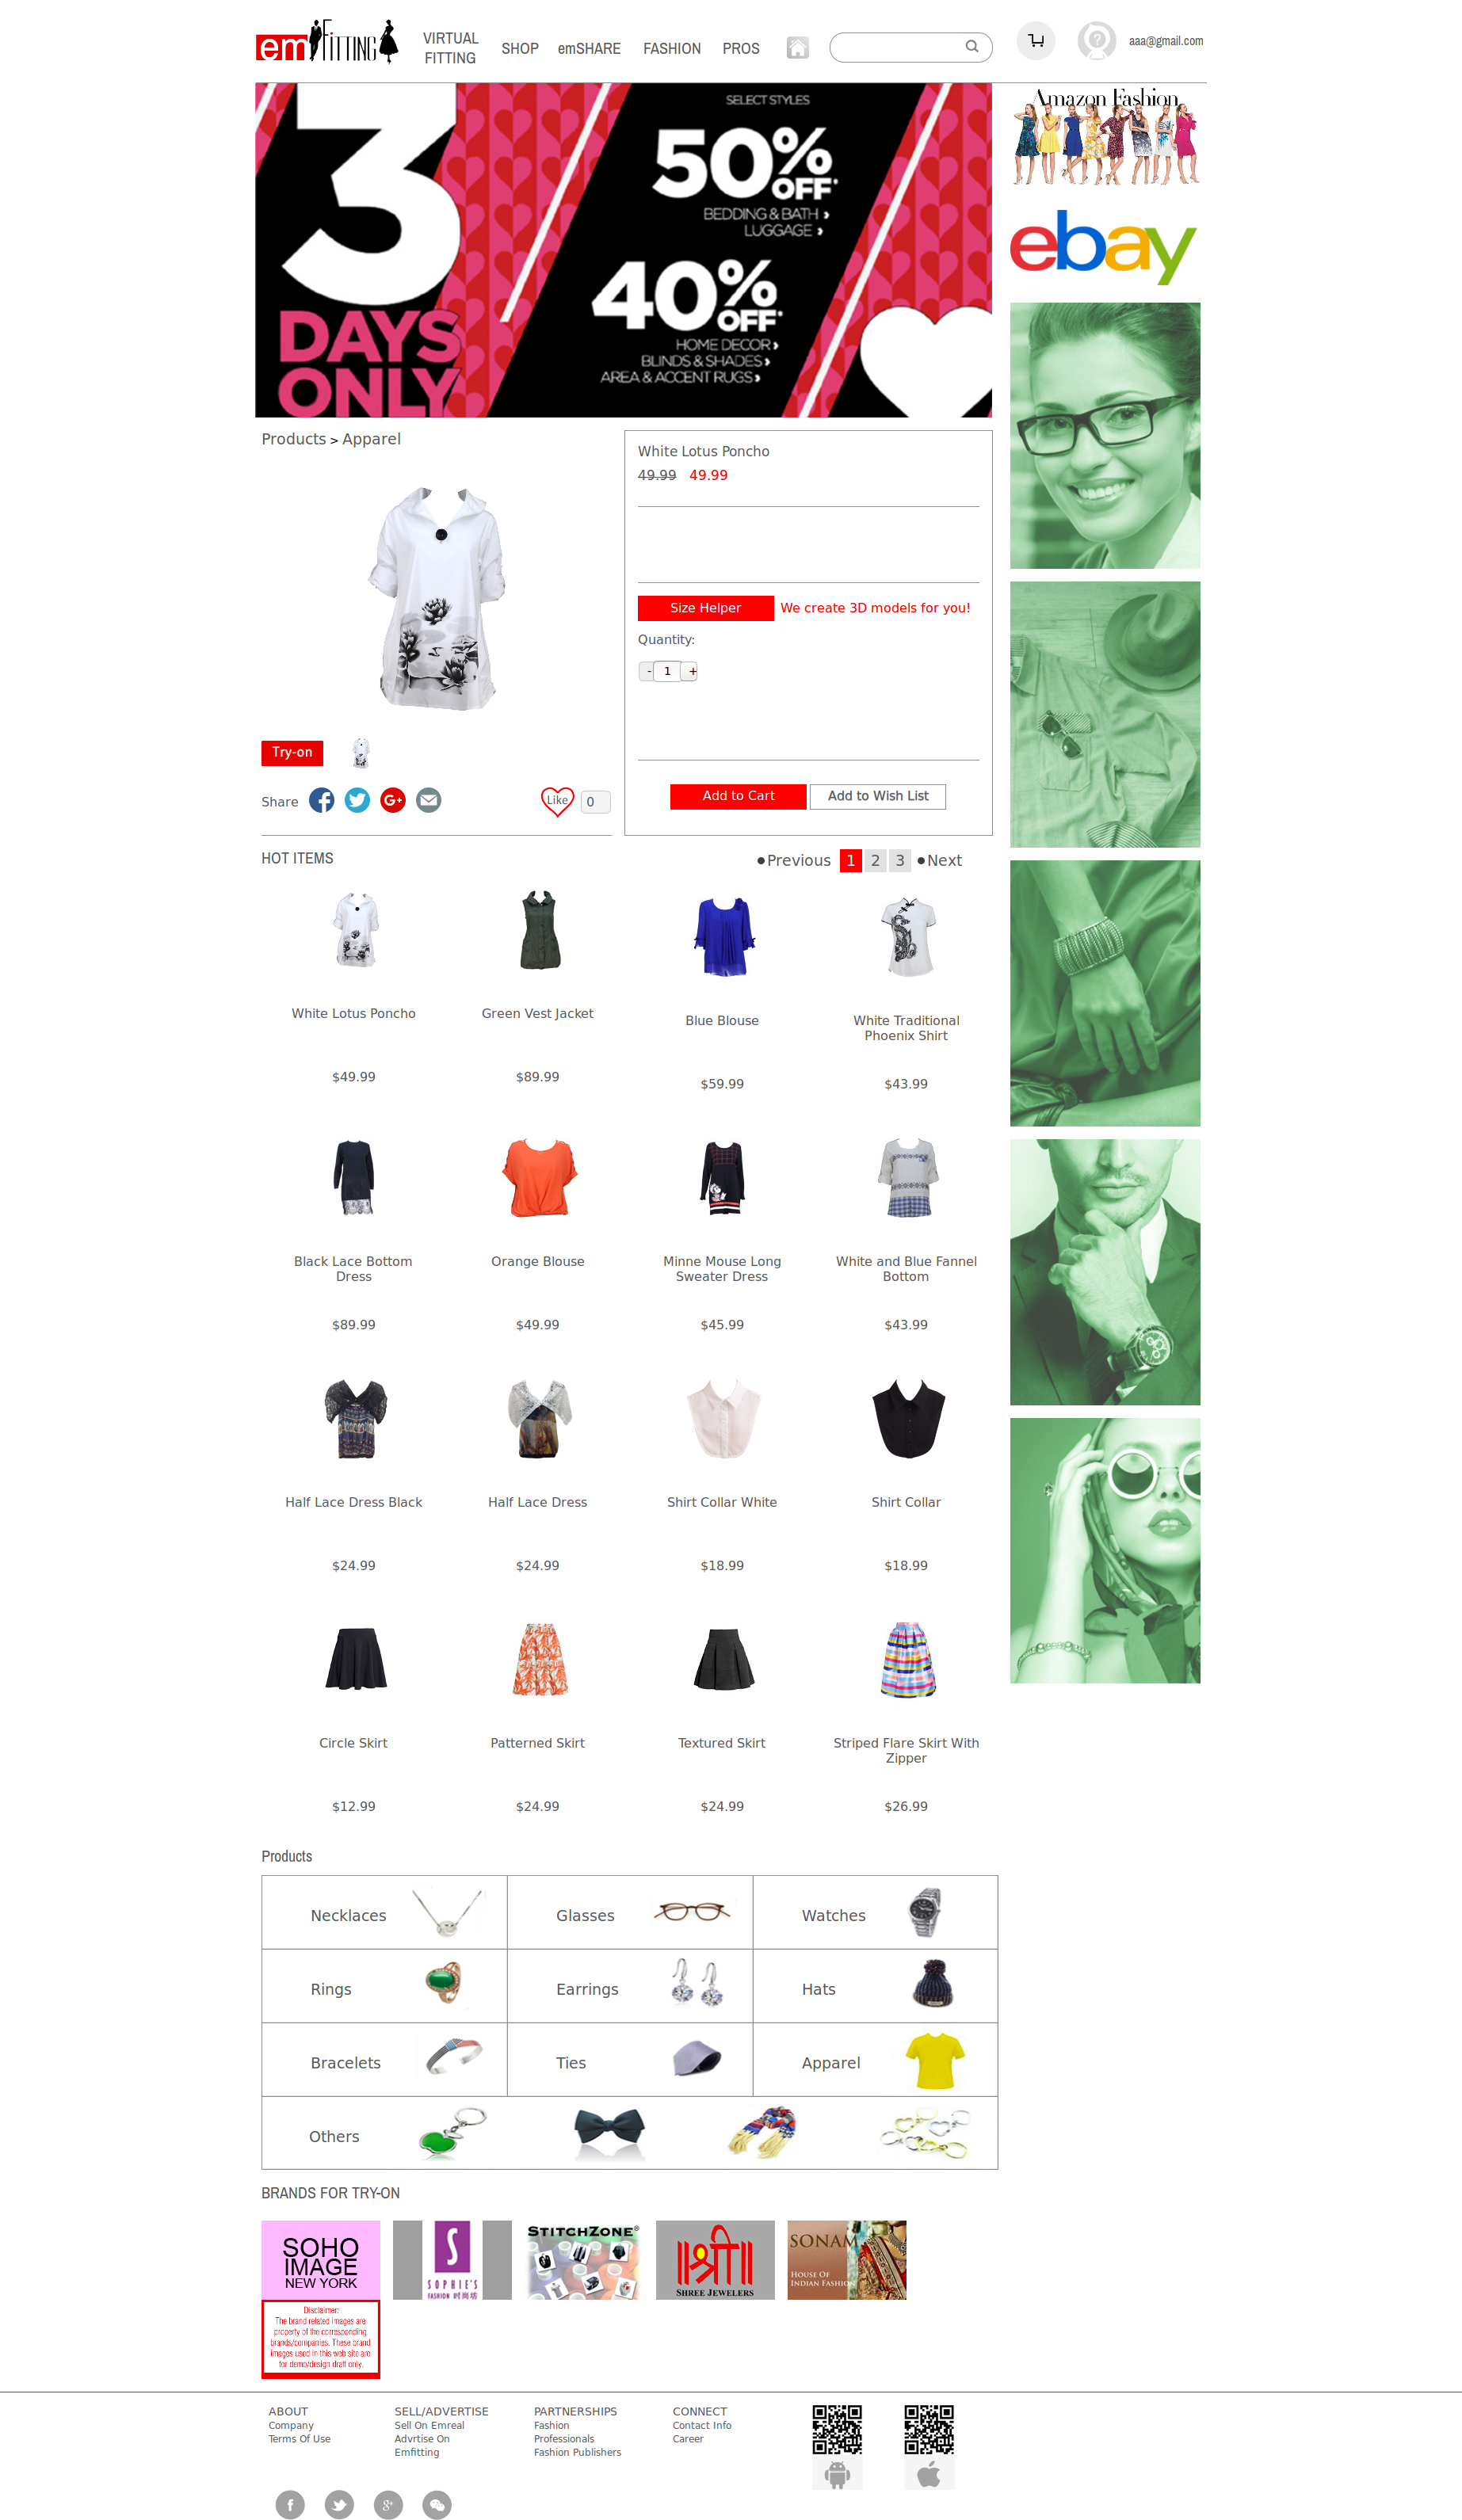 emFITTING
VIRTUAL
FITTING
SHOP
emSHARE
FASHION
PROS
aaa@gmail.com
3
DAYS
ONLY
SELECT STYLES
50%
OFF*
BEDDING & BATH ›
LUGGAGE ›
40%
OFF*
HOME DECOR ›
BLINDS & SHADES ›
AREA & ACCENT RUGS ›
Amazon Fashion
ebay
Products > Apparel
White Lotus Poncho
49.99 49.99
Size Helper We create 3D models for you!
Quantity:
- 1 +
Try-on
Share
Like 0
Add to Cart Add to Wish List
HOT ITEMS
●Previous 1 2 3 ●Next
White Lotus Poncho
$49.99
Green Vest Jacket
$89.99
Blue Blouse
$59.99
White Traditional
Phoenix Shirt
$43.99
Black Lace Bottom
Dress
$89.99
Orange Blouse
$49.99
Minne Mouse Long
Sweater Dress
$45.99
White and Blue Fannel
Bottom
$43.99
Half Lace Dress Black
$24.99
Half Lace Dress
$24.99
Shirt Collar White
$18.99
Shirt Collar
$18.99
Circle Skirt
$12.99
Patterned Skirt
$24.99
Textured Skirt
$24.99
Striped Flare Skirt With
Zipper
$26.99
Products
Necklaces
Glasses
Watches
Rings
Earrings
Hats
Bracelets
Ties
Apparel
Others
BRANDS FOR TRY-ON
SOHO
IMAGE
NEW YORK
S
SOPHIE'S
FASHION 时尚坊
STITCHZONE®
श्री
SHREE JEWELERS
SONAM
HOUSE OF
INDIAN FASHION
Disclaimer:
The brand related images are
property of the corresponding
brands/companies. These brand
images used in this web site are
for demo/design draft only.
ABOUT
Company
Terms Of Use
SELL/ADVERTISE
Sell On Emreal
Advrtise On
Emfitting
PARTNERSHIPS
Fashion
Professionals
Fashion Publishers
CONNECT
Contact Info
Career